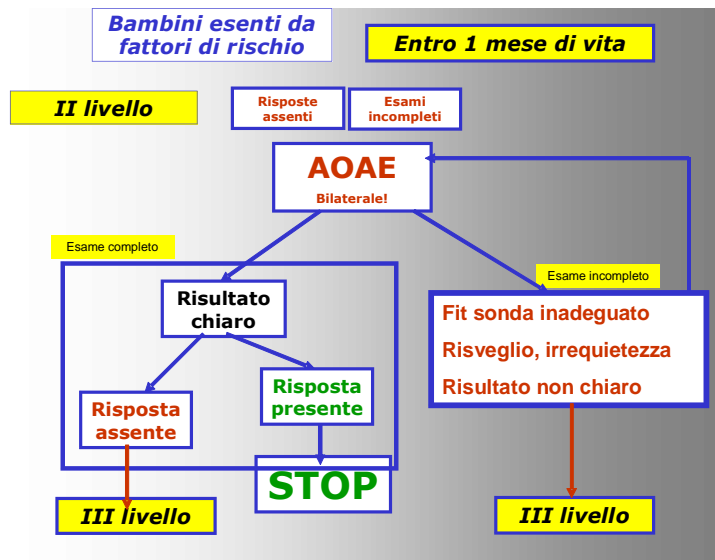 Bambini esenti da
fattori di rischio
Entro 1 mese di vita
II livello
Risposte
assenti
Esami
incompleti
AOAE
Bilaterale!
Esame completo
Esame incompleto
Risultato
chiaro
Fit sonda inadeguato
Risveglio, irrequietezza
Risultato non chiaro
Risposta
assente
Risposta
presente
STOP
III livello
III livello